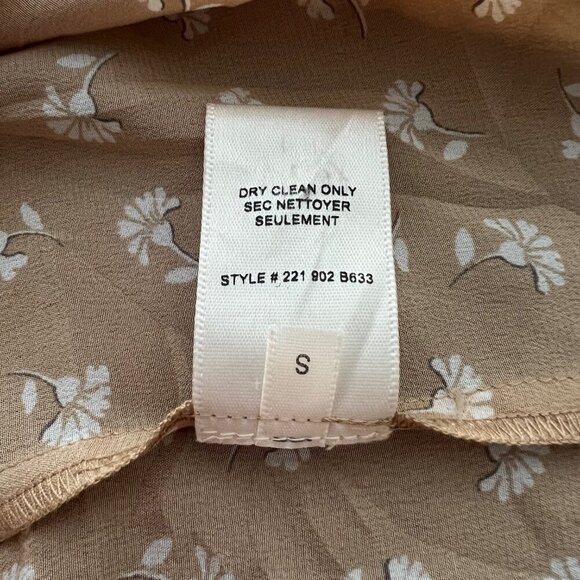 DRY CLEAN ONLY
SEC NETTOYER
SEULEMENT
STYLE # 221 902 B633
S